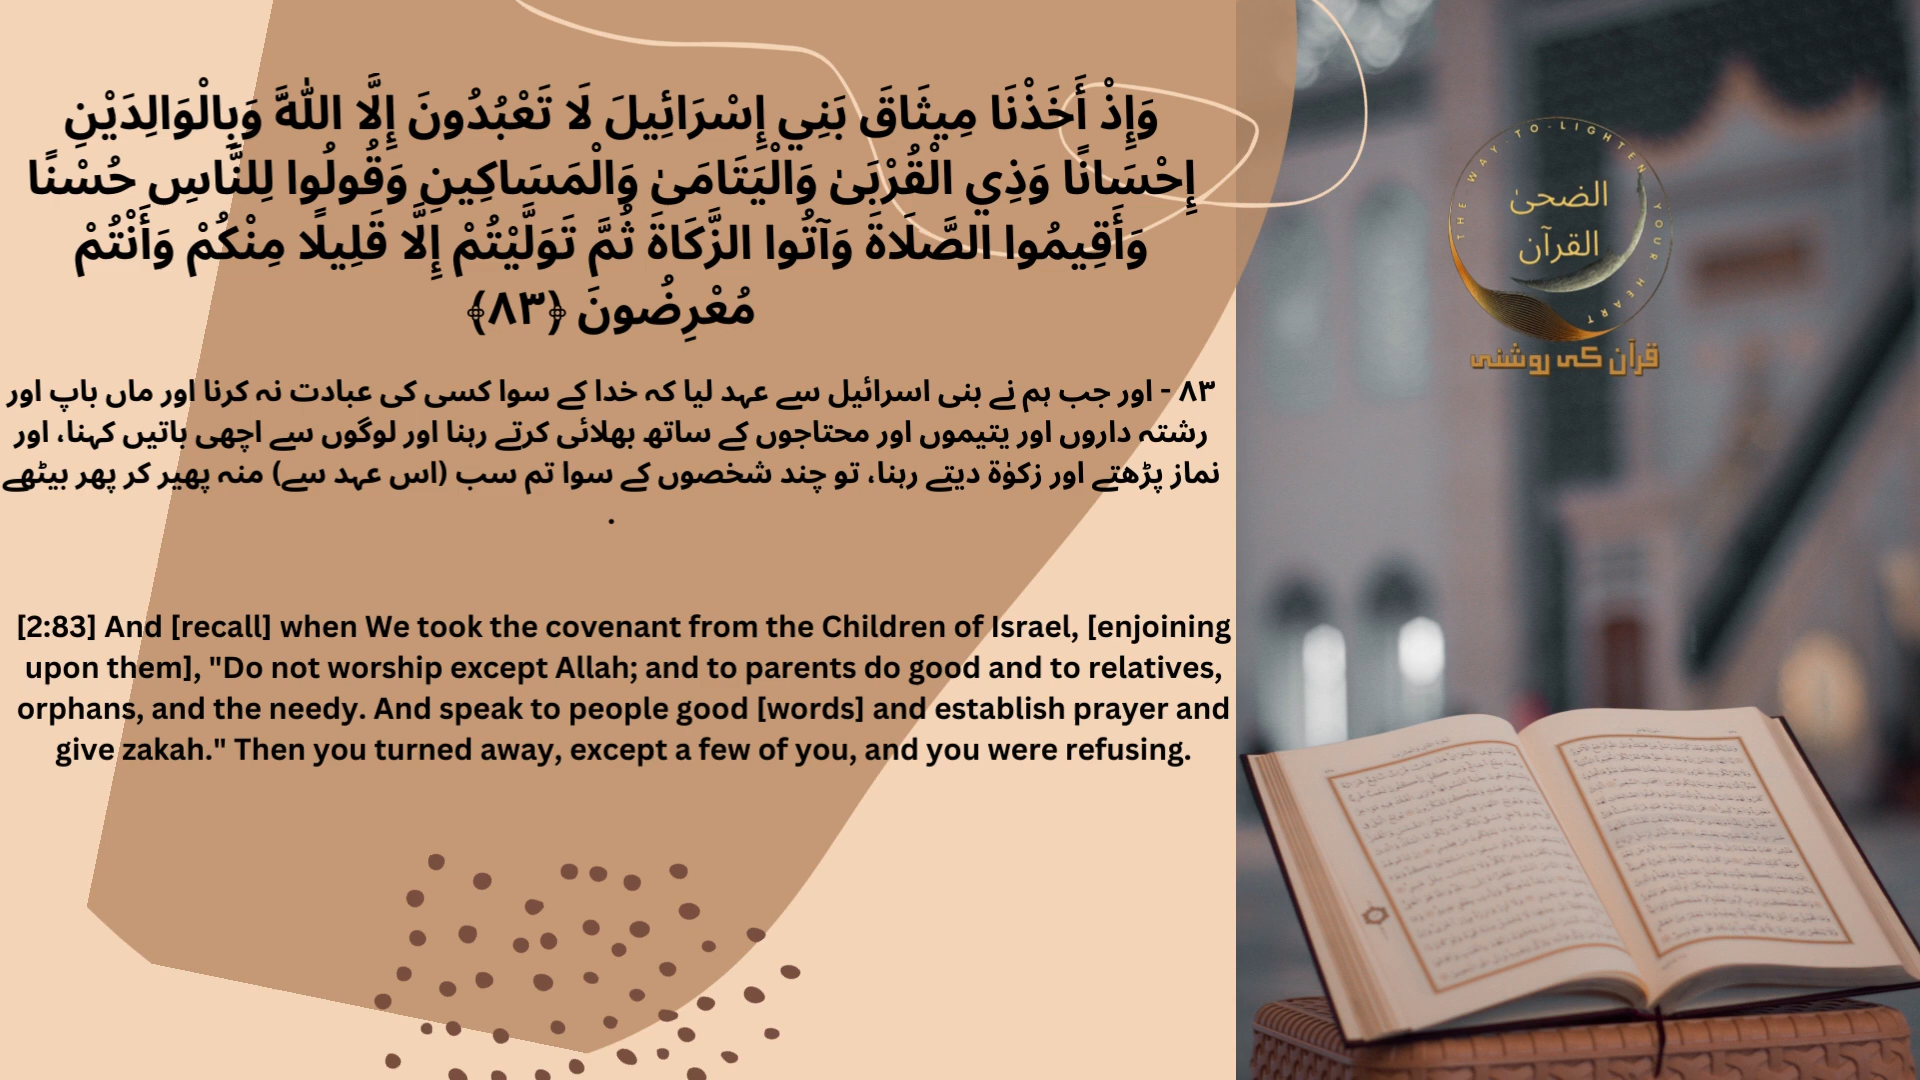 وَإِذْ أَخَذْنَا مِيثَاقَ بَنِي إِسْرَائِيلَ لَا تَعْبُدُونَ إِلَّا اللَّهَ وَبِالْوَالِدَيْنِ
إِحْسَانًا وَذِي الْقُرْبَىٰ وَالْيَتَامَىٰ وَالْمَسَاكِينِ وَقُولُوا لِلنَّاسِ حُسْنًا
وَأَقِيمُوا الصَّلَاةَ وَآتُوا الزَّكَاةَ ثُمَّ تَوَلَّيْتُمْ إِلَّا قَلِيلًا مِنْكُمْ وَأَنْتُمْ
مُعْرِضُونَ ﴿٨٣﴾
٨٣ - اور جب ہم نے بنی اسرائیل سے عہد لیا کہ خدا کے سوا کسی کی عبادت نہ کرنا اور ماں باپ اور
رشتہ داروں اور یتیموں اور محتاجوں کے ساتھ بھلائی کرتے رہنا اور لوگوں سے اچھی باتیں کہنا، اور
نماز پڑھتے اور زکوٰة دیتے رہنا، تو چند شخصوں کے سوا تم سب (اس عہد سے) منہ پھیر کر پھر بیٹھے
.
[2:83] And [recall] when We took the covenant from the Children of Israel, [enjoining
upon them], "Do not worship except Allah; and to parents do good and to relatives,
orphans, and the needy. And speak to people good [words] and establish prayer and
give zakah." Then you turned away, except a few of you, and you were refusing.
THE WAY-TO-LIGHTEN YOUR HEART
الضحىٰ
القرآن
قرآن کی روشنی